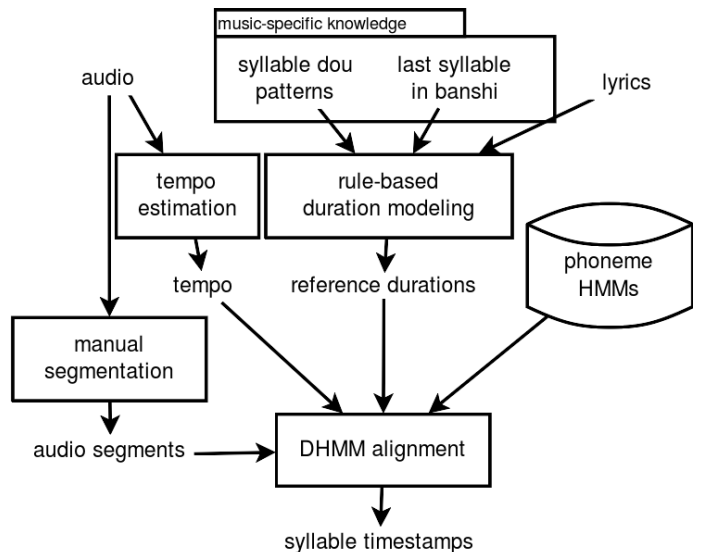 music-specific knowledge
audio
syllable dou
patterns
last syllable
in banshi
lyrics
tempo
estimation
rule-based
duration modeling
phoneme
HMMs
tempo
reference durations
manual
segmentation
audio segments
DHMM alignment
syllable timestamps